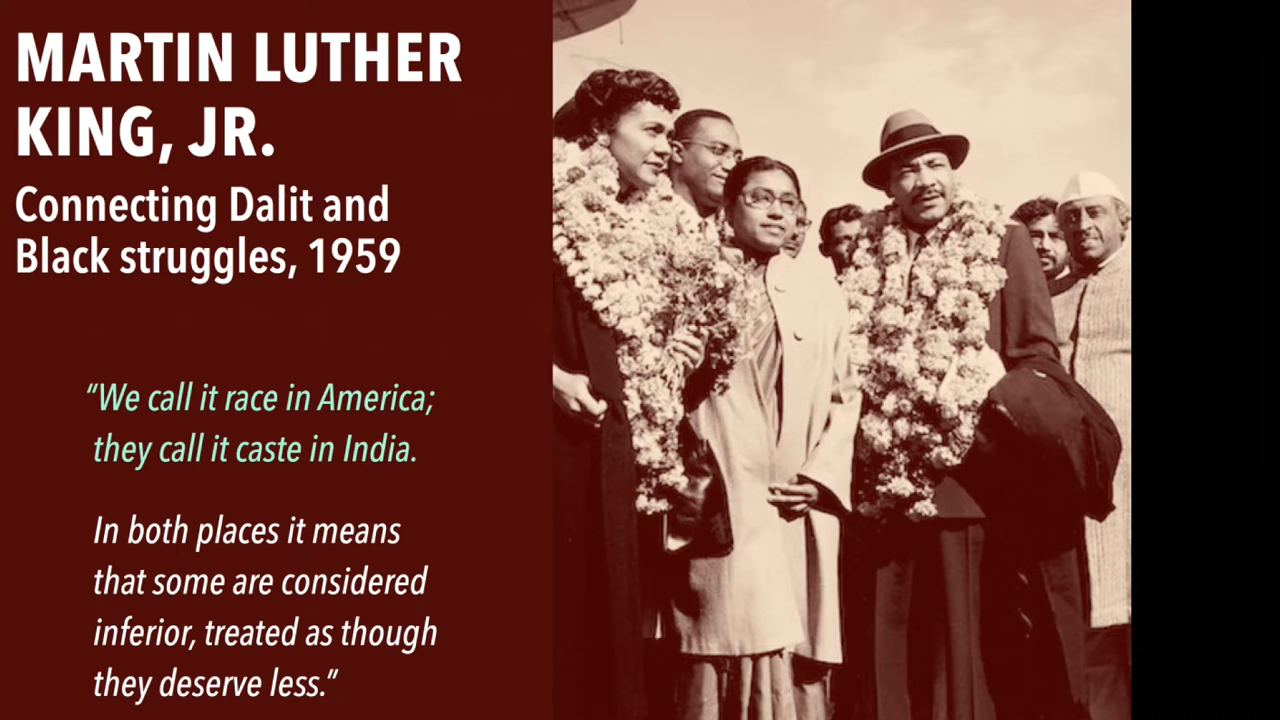 MARTIN LUTHER
KING, JR.
Connecting Dalit and
Black struggles, 1959
“We call it race in America;
they call it caste in India.
In both places it means
that some are considered
inferior, treated as though
they deserve less.”